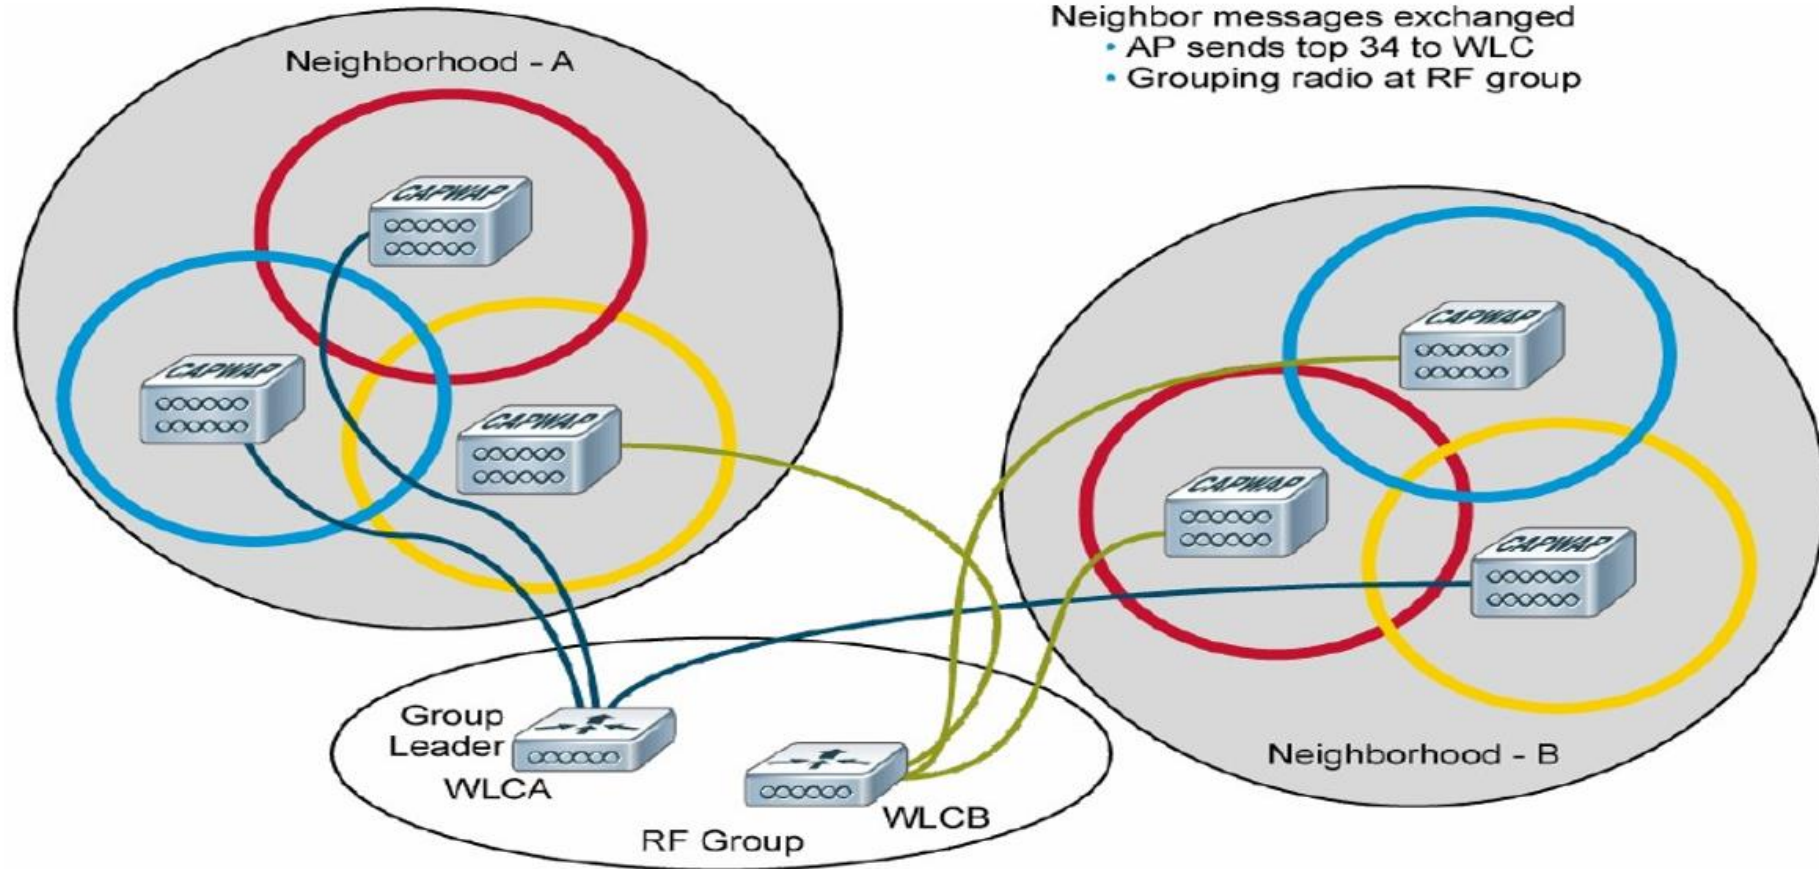 Neighbor messages exchanged
• AP sends top 34 to WLC
• Grouping radio at RF group
Neighborhood - A
CAPWAP
CAPWAP
CAPWAP
CAPWAP
CAPWAP
CAPWAP
Group
Leader
WLCA
WLCB
RF Group
Neighborhood - B